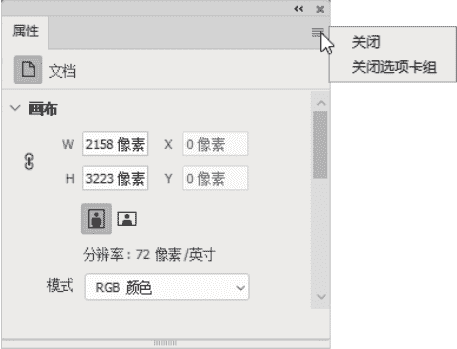 属性
关闭
关闭选项卡组
文档
画布
W 2158 像素 X 0 像素
H 3223 像素 Y 0 像素
分辨率: 72 像素/英寸
模式 RGB 颜色